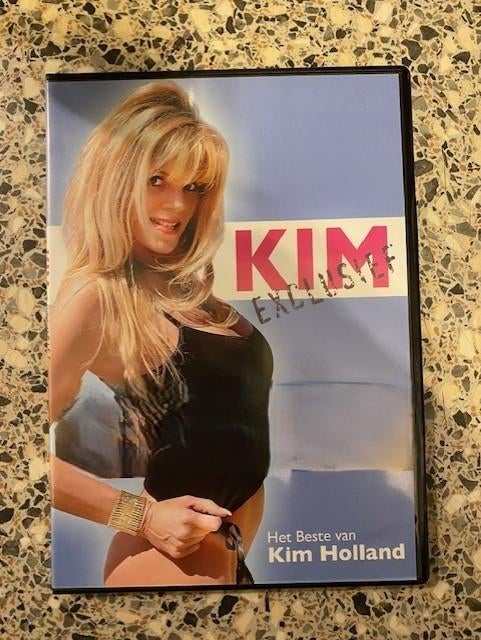 KIM
EXCLUSIEF
Het Beste van
Kim Holland